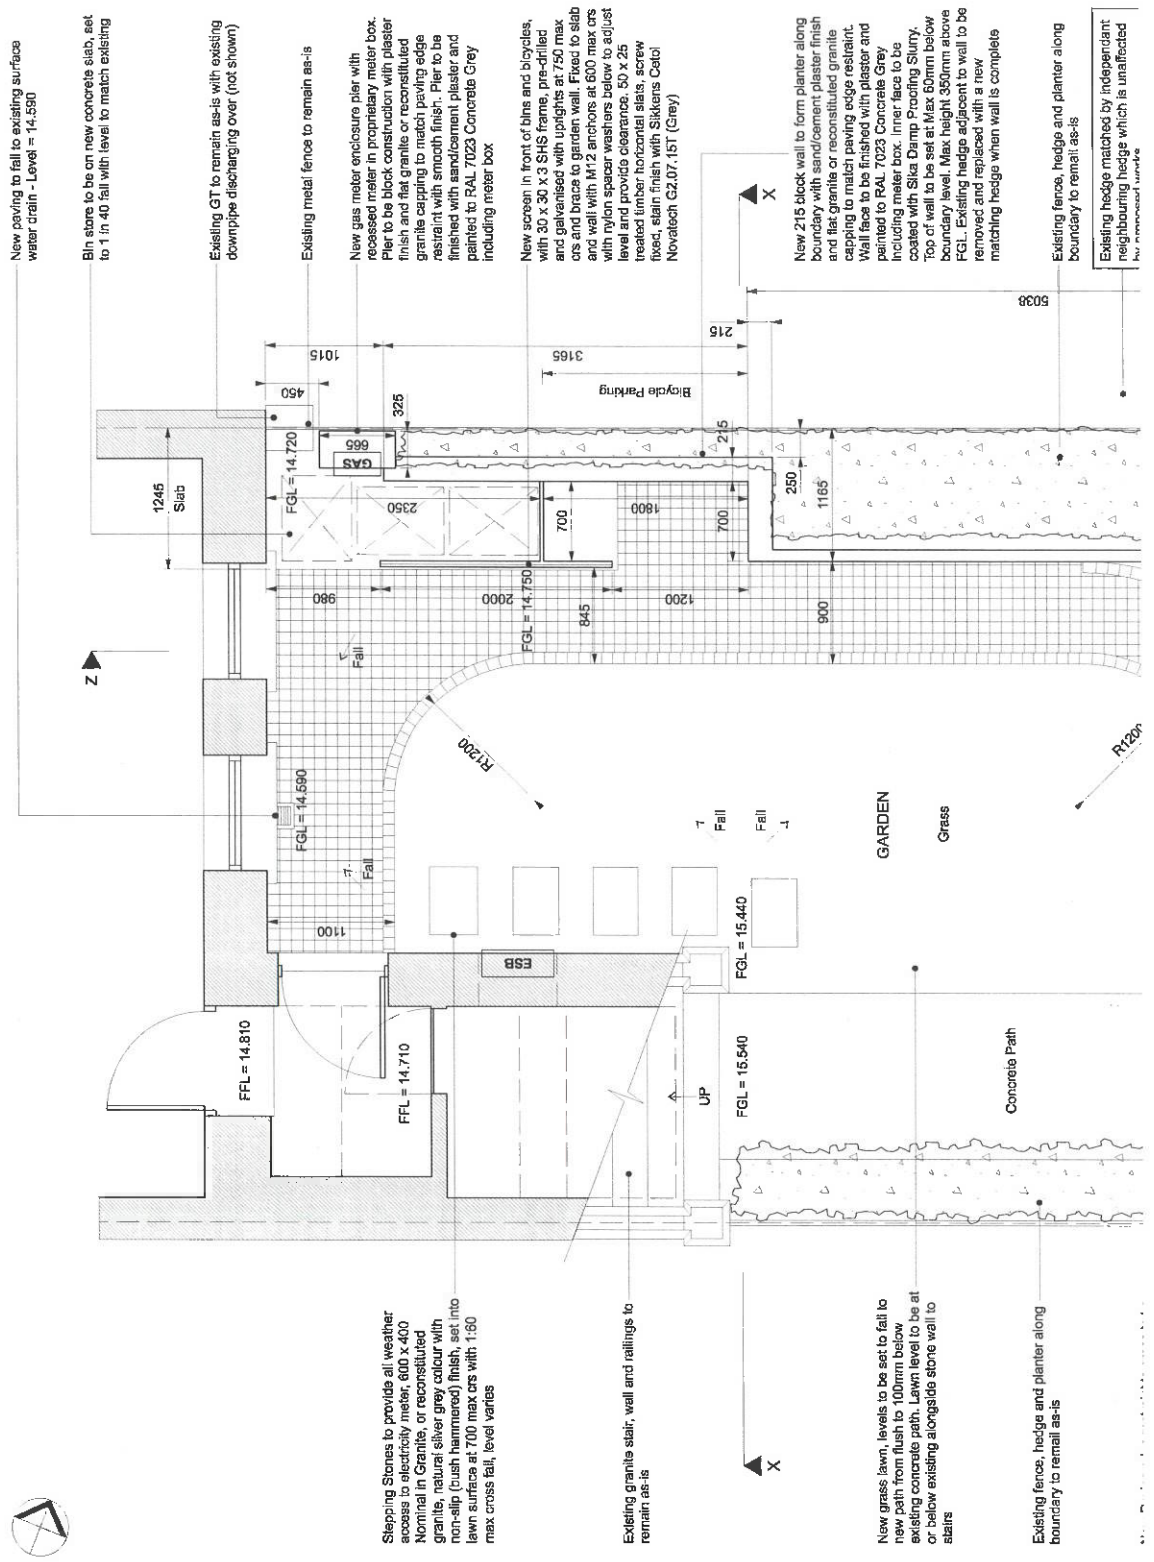 New paving to fall to existing surface
water drain - Level = 14.590
Bin store to be on new concrete slab, set
to 1 in 40 fall with level to match existing
Existing GT to remain as-is with existing
downpipe discharging over (not shown)
Existing metal fence to remain as-is
New gas meter enclosure pier with
recessed meter in proprietary meter box.
Pier to be block construction with plaster
finish and flat granite or reconstituted
granite capping to match paving edge
restraint with smooth finish. Pier to be
finished with sand/cement plaster and
painted to RAL 7023 Concrete Grey
including meter box
New screen in front of bins and bicycles,
with 30 x 30 x 3 SHS frame, pre-drilled
and galvanised with uprights at 750 max
crs and brace to garden wall. Fixed to slab
and wall with M12 anchors at 600 max crs
with nylon spacer washers below to adjust
level and provide clearance. 50 x 25
treated timber horizontal slats, screw
fixed, stain finish with Sikkens Cetol
Novatech G2.07.15T (Grey)
X
New 215 block wall to form planter along
boundary with sand/cement plaster finish
and flat granite or reconstituted granite
capping to match paving edge restraint.
Wall face to be finished with plaster and
painted to RAL 7023 Concrete Grey
including meter box. Inner face to be
coated with Sika Damp Proofing Slurry.
Top of wall to be set at Max 60mm below
boundary level. Max height 350mm above
FGL. Existing hedge adjacent to wall to be
removed and replaced with a new
matching hedge when wall is complete
Existing fence, hedge and planter along
boundary to remail as-is
Existing hedge matched by independant
neighbouring hedge which is unaffected
by proposed works
1015
450
3165
Bicycle Parking
215
5038
325
665
GAS
FGL = 14.720
1245
Slab
2350
700
1800
215
700
250
1165
Z
980
2000
FGL = 14.750
845
1200
900
Fall
R1200
R1200
FGL = 14.590
Fall
1100
Fall
Fall
GARDEN
Grass
ESB
FGL = 15.440
FFL = 14.810
FFL = 14.710
UP
FGL = 15.540
Concrete Path
Stepping Stones to provide all weather
access to electricity meter, 600 x 400
Nominal in Granite, or reconstituted
granite, natural silver grey colour with
non-slip (bush hammered) finish, set into
lawn surface at 700 max crs with 1:60
max cross fall, level varies
Existing granite stair, wall and railings to
remain as-is
X
New grass lawn, levels to be set to fall to
new path from flush to 100mm below
existing concrete path. Lawn level to be at
or below existing alongside stone wall to
stairs
Existing fence, hedge and planter along
boundary to remail as-is